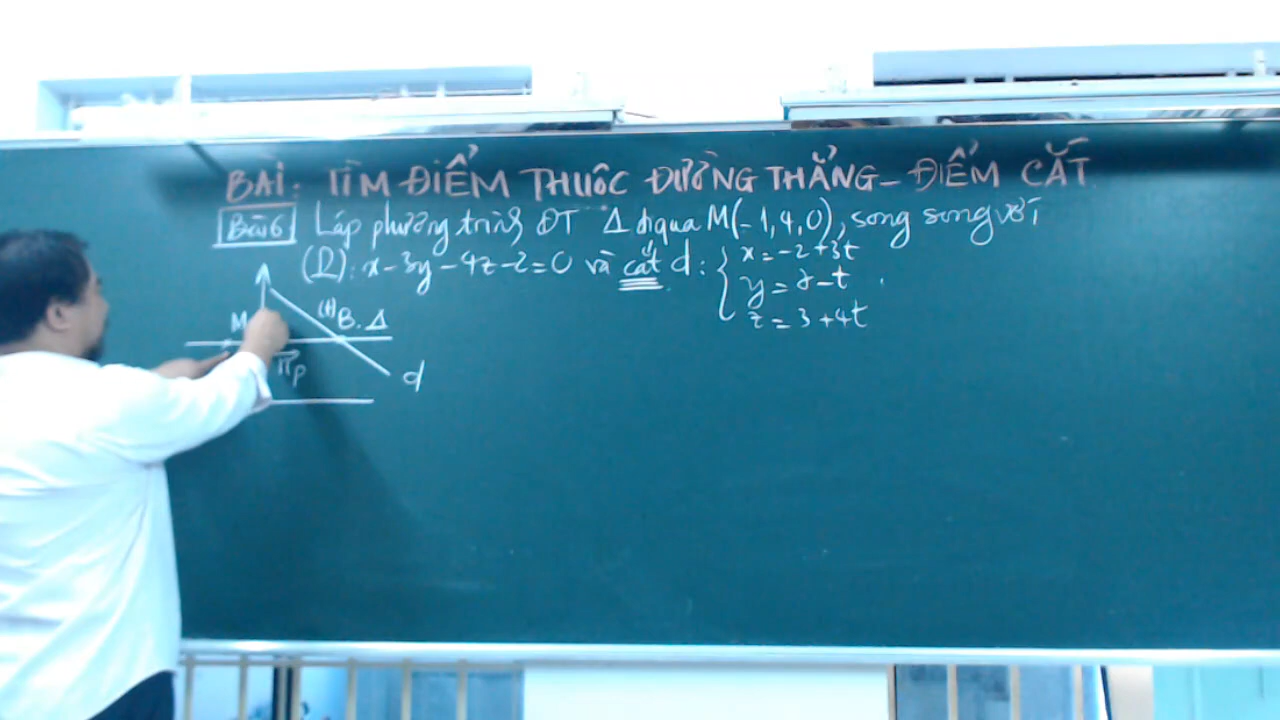 BÀI: TÌM ĐIỂM THUỘC ĐƯỜNG THẲNG - ĐIỂM CẮT
Bài 6 Lập phương trình ĐT Δ đi qua M(-1,4,0), song song với
: x-3y-4z-2=0 và cắt d: { x=-2+3t
y=2-t
z=3+4t
M (t) B. Δ
n⃗p
d